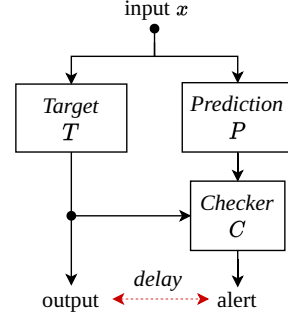 input x
Target
T
Prediction
P
Checker
C
delay
output
alert